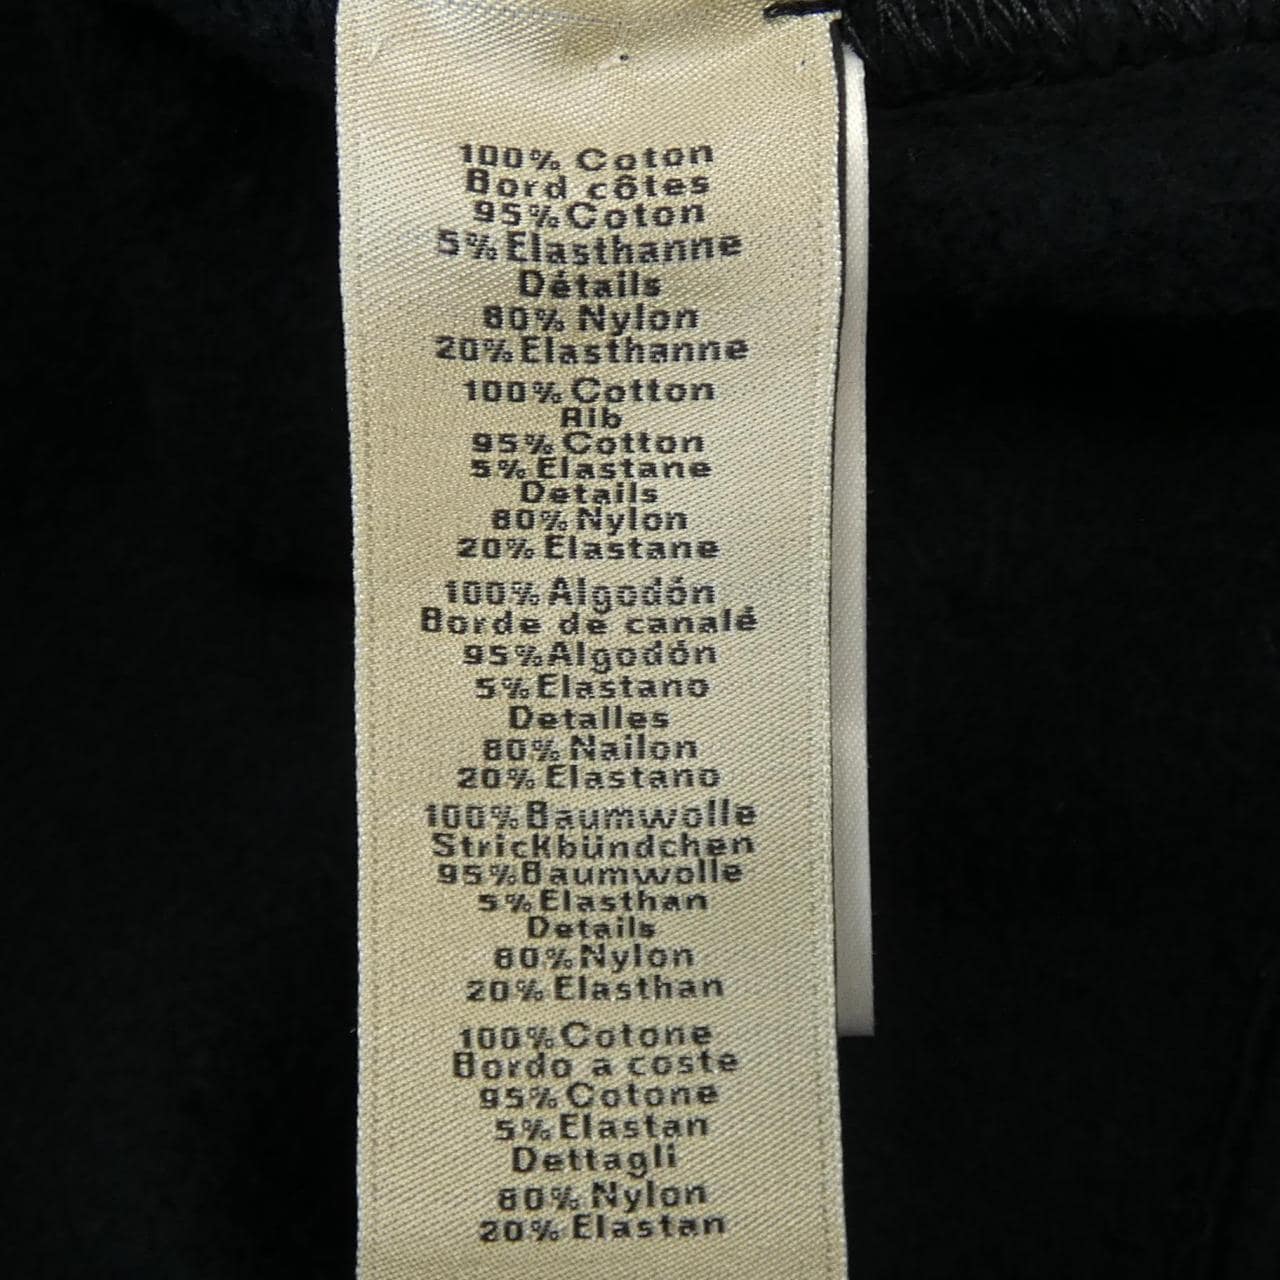 100% Coton
Bord côtes
95% Coton
5% Elasthanne
Détails
80% Nylon
20% Elasthanne
100% Cotton
Rib
95% Cotton
5% Elastane
Details
80% Nylon
20% Elastane
100% Algodón
Borde de canalé
95% Algodón
5% Elastano
Detalles
80% Nailon
20% Elastano
100% Baumwolle
Strickbündchen
95% Baumwolle
5% Elasthan
Details
80% Nylon
20% Elasthan
100% Cotone
Bordo a coste
95% Cotone
5% Elastan
Dettagli
80% Nylon
20% Elastan